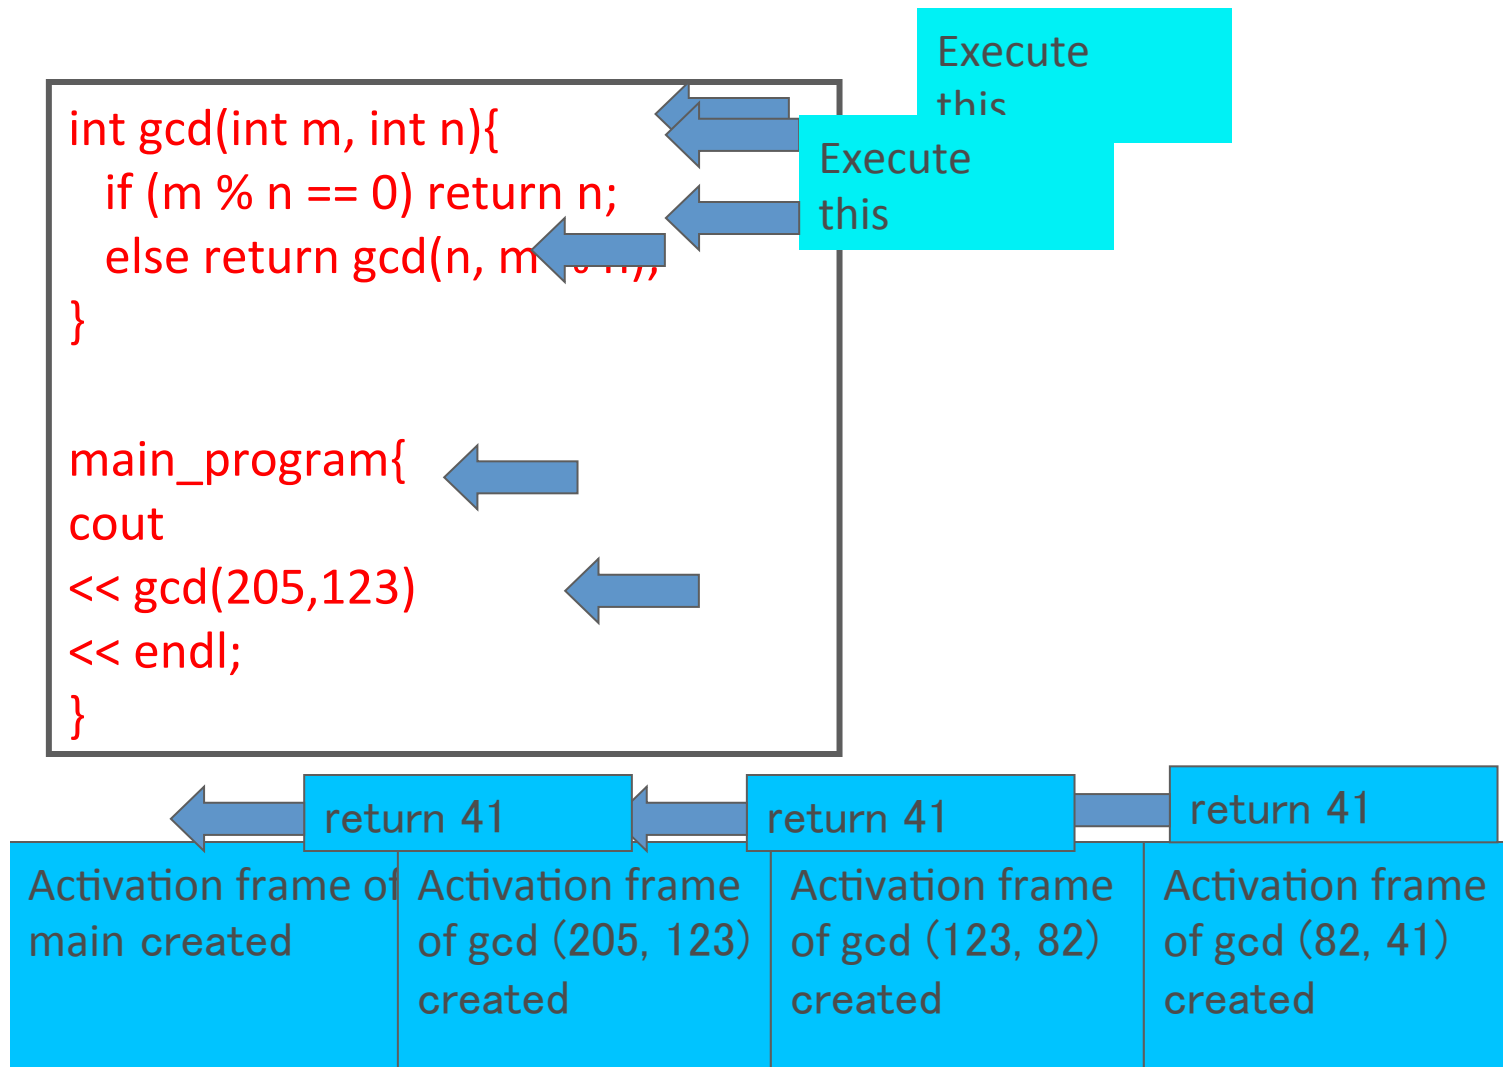 Execute
this
Execute
this
int gcd(int m, int n){
if (m % n == 0) return n;
else return gcd(n, m % n);
}
main_program{
cout
<< gcd(205,123)
<< endl;
}
return 41
return 41
return 41
Activation frame of
main created
Activation frame
of gcd (205, 123)
created
Activation frame
of gcd (123, 82)
created
Activation frame
of gcd (82, 41)
created